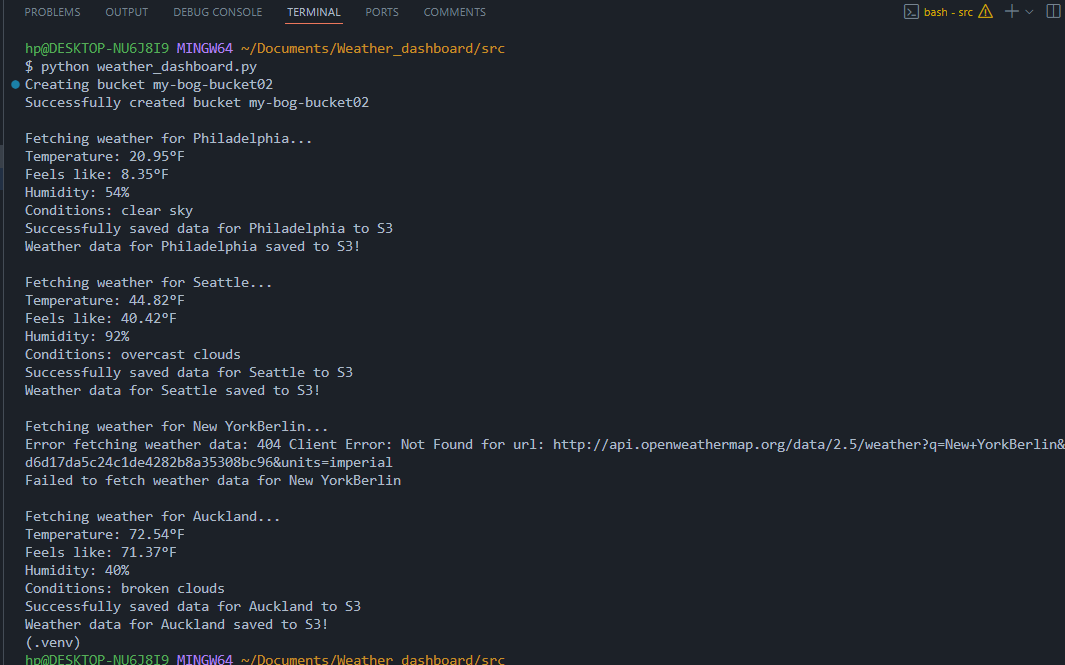 PROBLEMS OUTPUT DEBUG CONSOLE TERMINAL PORTS COMMENTS bash - src
hp@DESKTOP-NU6J8I9 MINGW64 ~/Documents/Weather_dashboard/src
$ python weather_dashboard.py
Creating bucket my-bog-bucket02
Successfully created bucket my-bog-bucket02
Fetching weather for Philadelphia...
Temperature: 20.95°F
Feels like: 8.35°F
Humidity: 54%
Conditions: clear sky
Successfully saved data for Philadelphia to S3
Weather data for Philadelphia saved to S3!
Fetching weather for Seattle...
Temperature: 44.82°F
Feels like: 40.42°F
Humidity: 92%
Conditions: overcast clouds
Successfully saved data for Seattle to S3
Weather data for Seattle saved to S3!
Fetching weather for New YorkBerlin...
Error fetching weather data: 404 Client Error: Not Found for url: http://api.openweathermap.org/data/2.5/weather?q=New+YorkBerlin&
d6d17da5c24c1de4282b8a35308bc96&units=imperial
Failed to fetch weather data for New YorkBerlin
Fetching weather for Auckland...
Temperature: 72.54°F
Feels like: 71.37°F
Humidity: 40%
Conditions: broken clouds
Successfully saved data for Auckland to S3
Weather data for Auckland saved to S3!
(.venv)
hp@DESKTOP-NU6J8I9 MINGW64 ~/Documents/Weather_dashboard/src